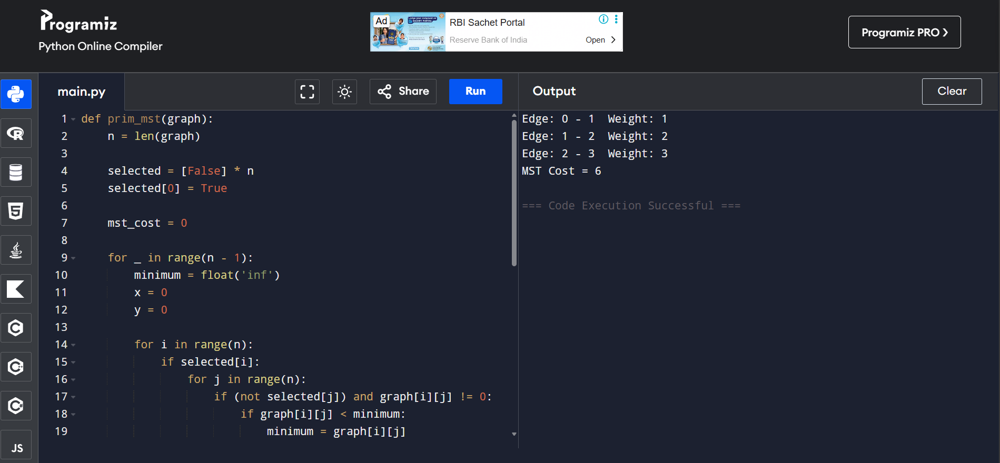 Programiz
Python Online Compiler
Ad
RBI Sachet Portal
Reserve Bank of India
Open
Programiz PRO ❯
main.py
Share
Run
Output
Clear
1 def prim_mst(graph):
2     n = len(graph)
3
4     selected = [False] * n
5     selected[0] = True
6
7     mst_cost = 0
8
9     for _ in range(n - 1):
10         minimum = float('inf')
11         x = 0
12         y = 0
13
14         for i in range(n):
15             if selected[i]:
16                 for j in range(n):
17                     if (not selected[j]) and graph[i][j] != 0:
18                         if graph[i][j] < minimum:
19                             minimum = graph[i][j]
Edge: 0 - 1  Weight: 1
Edge: 1 - 2  Weight: 2
Edge: 2 - 3  Weight: 3
MST Cost = 6
=== Code Execution Successful ===
R
5
C
C++
C#
JS